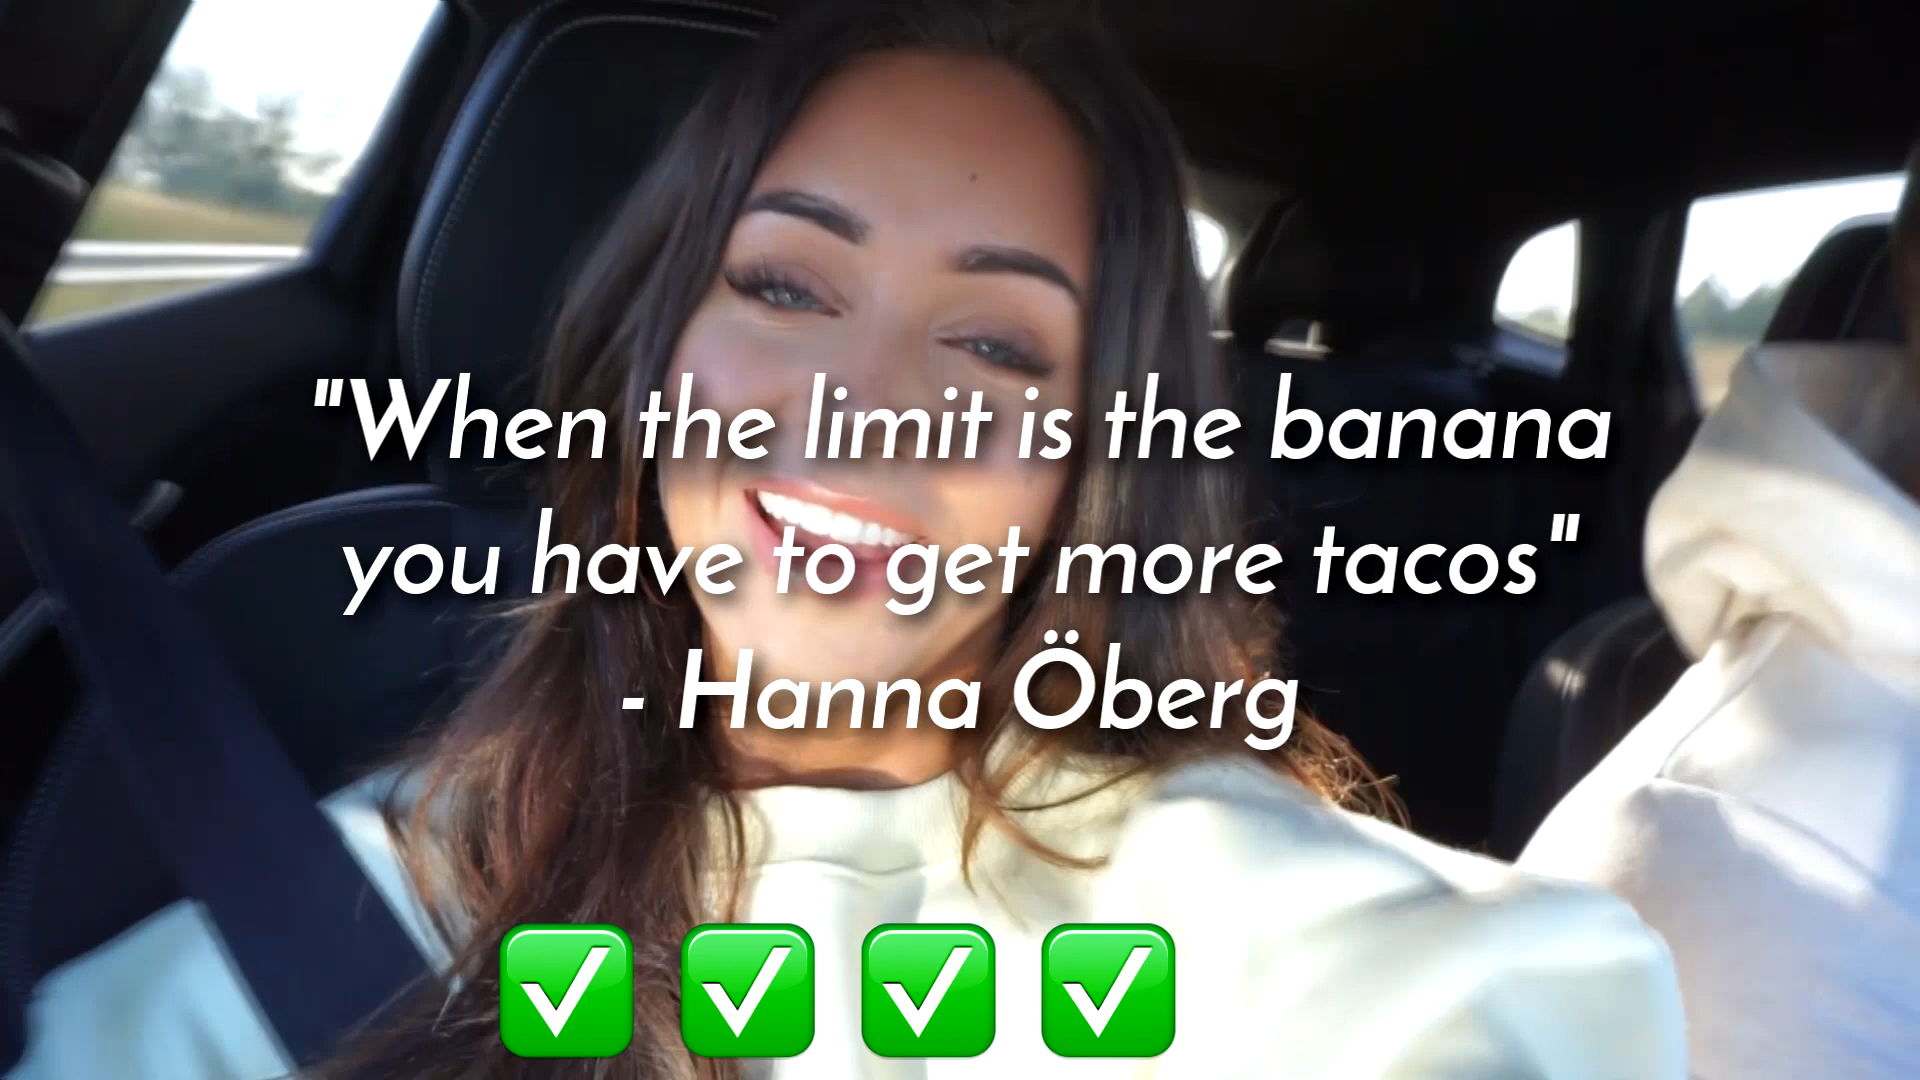 "When the limit is the banana
you have to get more tacos"
- Hanna Öberg